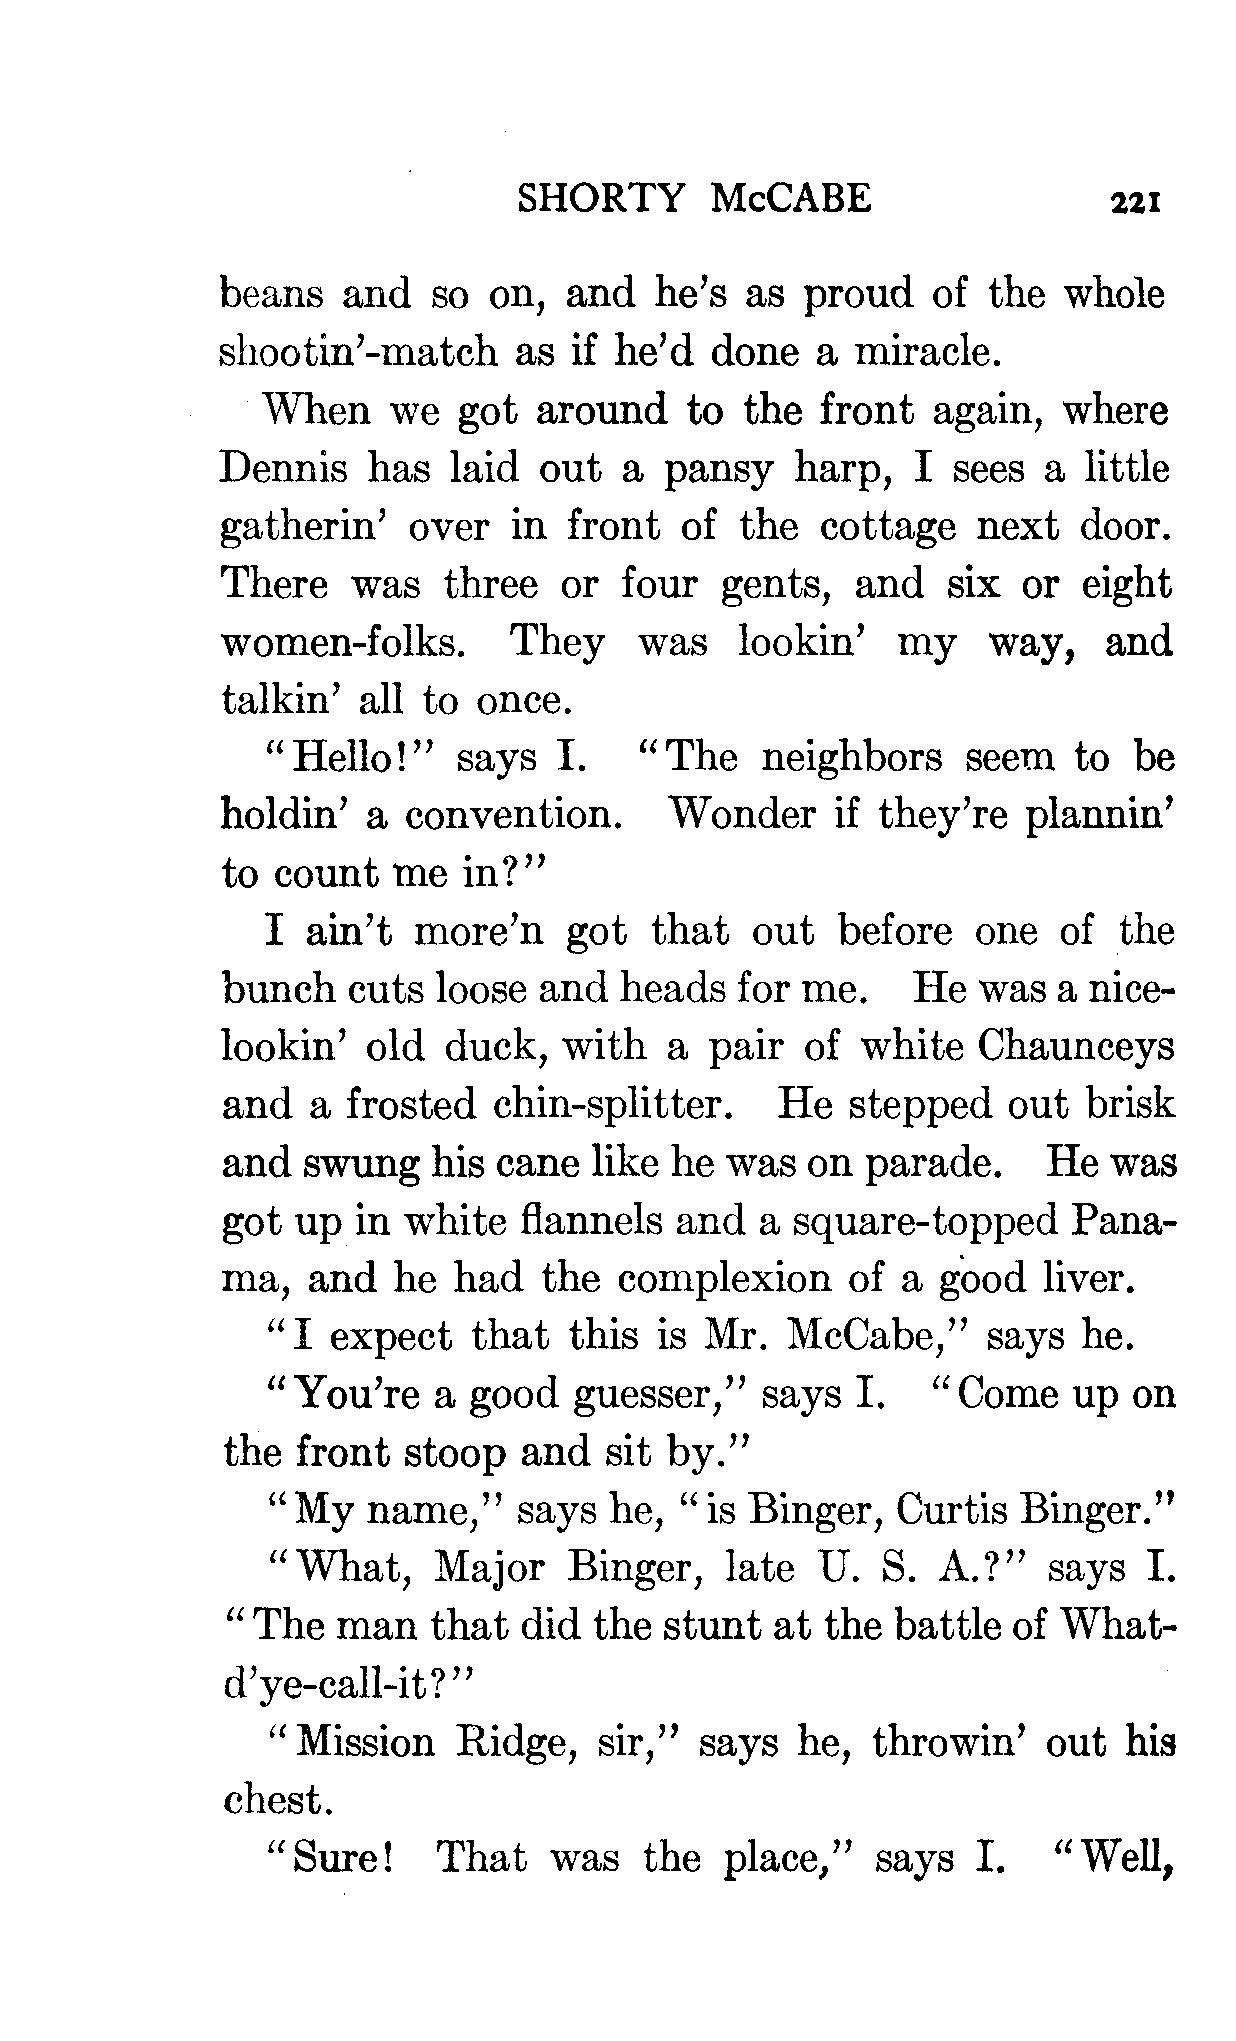 SHORTY McCABE 221
beans and so on, and he's as proud of the whole
shootin'-match as if he'd done a miracle.
When we got around to the front again, where
Dennis has laid out a pansy harp, I sees a little
gatherin' over in front of the cottage next door.
There was three or four gents, and six or eight
women-folks. They was lookin' my way, and
talkin' all to once.
"Hello!" says I. "The neighbors seem to be
holdin' a convention. Wonder if they're plannin'
to count me in?"
I ain't more'n got that out before one of the
bunch cuts loose and heads for me. He was a nice-
lookin' old duck, with a pair of white Chaunceys
and a frosted chin-splitter. He stepped out brisk
and swung his cane like he was on parade. He was
got up in white flannels and a square-topped Pana-
ma, and he had the complexion of a good liver.
"I expect that this is Mr. McCabe," says he.
"You're a good guesser," says I. "Come up on
the front stoop and sit by."
"My name," says he, "is Binger, Curtis Binger."
"What, Major Binger, late U. S. A.?" says I.
"The man that did the stunt at the battle of What-
d'ye-call-it?"
"Mission Ridge, sir," says he, throwin' out his
chest.
"Sure! That was the place," says I. "Well,